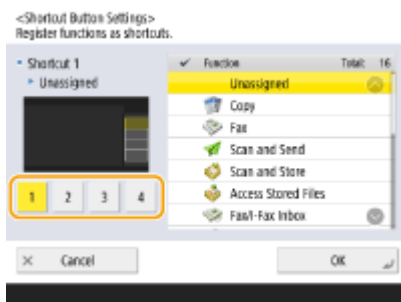 <Shortcut Button Settings>
Register functions as shortcuts.
Shortcut 1
Unassigned
1 2 3 4
✓ Function Total: 16
Unassigned
Copy
Fax
Scan and Send
Scan and Store
Access Stored Files
Fax/I-Fax Inbox
× Cancel
OK